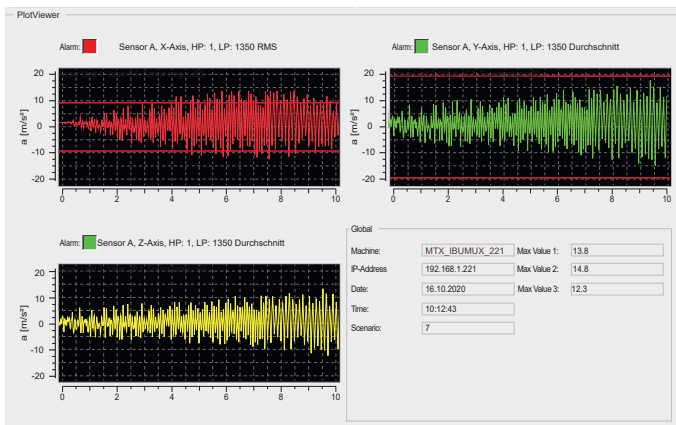 PlotViewer
Alarm: Sensor A, X-Axis, HP: 1, LP: 1350 RMS
20
10
0
-10
-20
a [m/s²]
0 2 4 6 8 10
Alarm: Sensor A, Y-Axis, HP: 1, LP: 1350 Durchschnitt
20
10
0
-10
-20
a [m/s²]
0 2 4 6 8 10
Alarm: Sensor A, Z-Axis, HP: 1, LP: 1350 Durchschnitt
20
10
0
-10
-20
a [m/s²]
0 2 4 6 8 10
Global
Machine: MTX_IBUMUX_221 Max Value 1: 13.8
IP-Address 192.168.1.221 Max Value 2: 14.8
Date: 16.10.2020 Max Value 3: 12.3
Time: 10:12:43
Scenario: 7